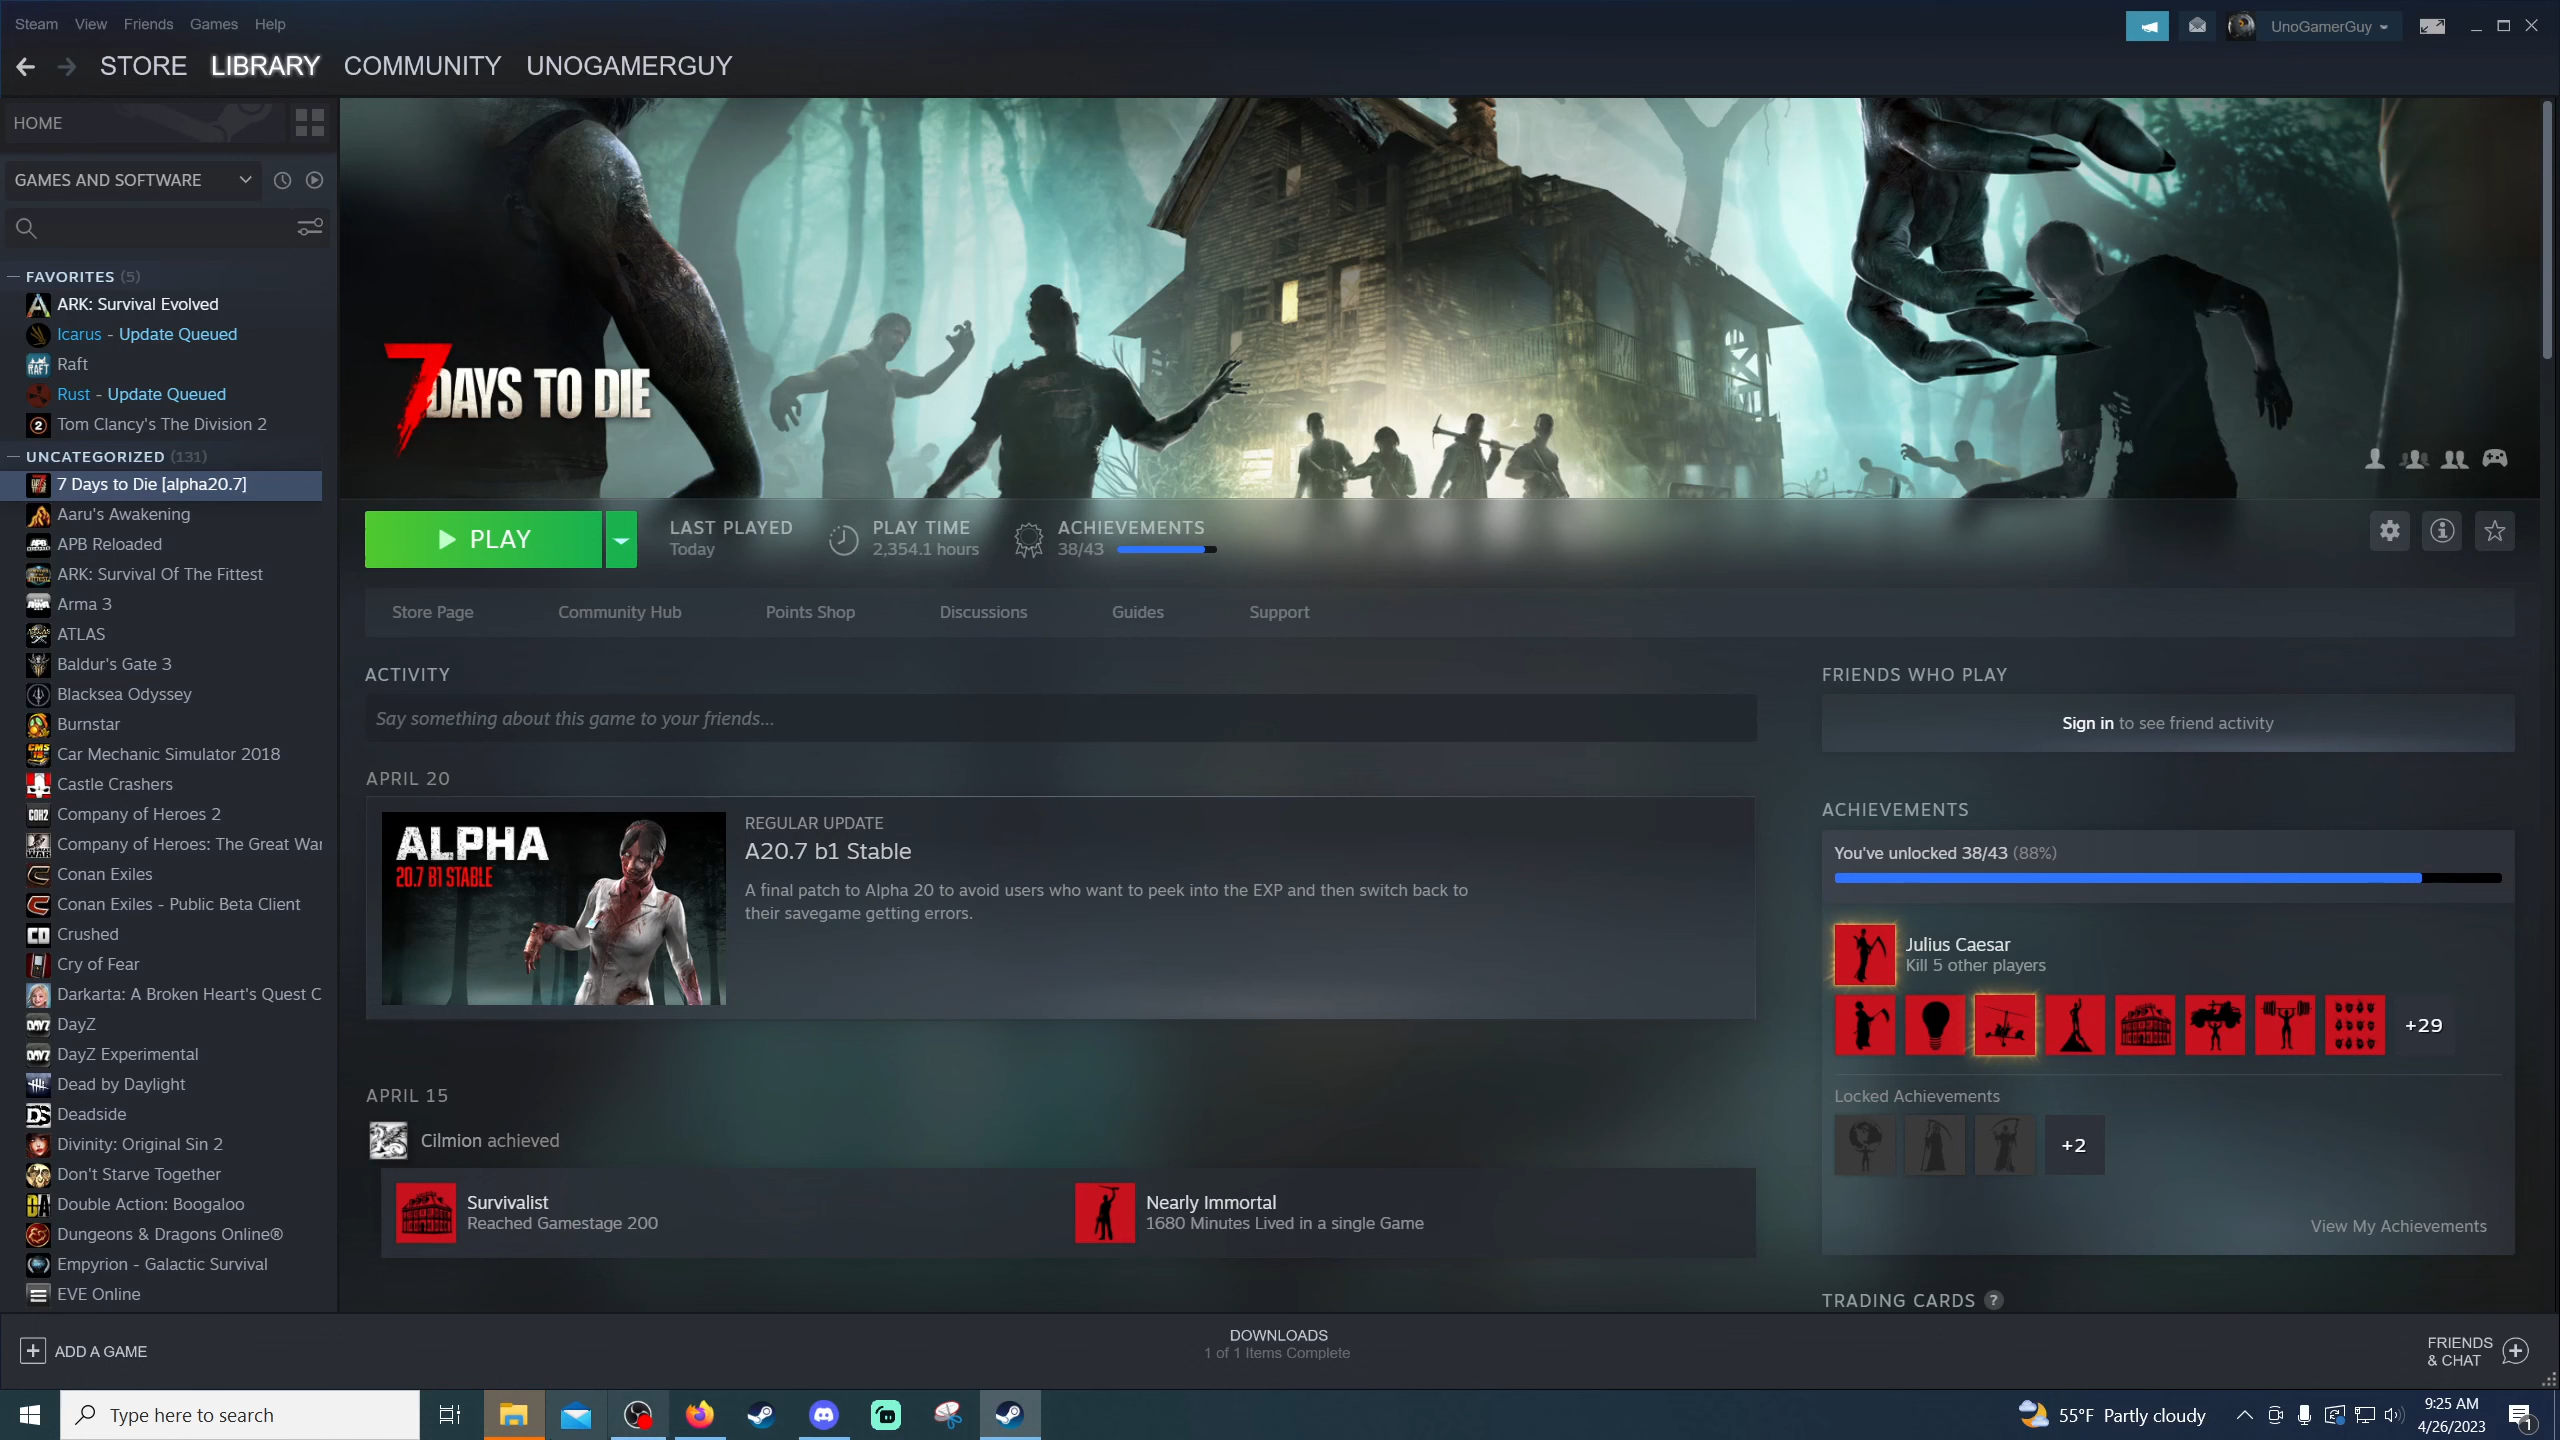 Steam View Friends Games Help
UnoGamerGuy
STORE LIBRARY COMMUNITY UNOGAMERGUY
HOME
GAMES AND SOFTWARE
FAVORITES (5)
ARK: Survival Evolved
Icarus - Update Queued
Raft
Rust - Update Queued
Tom Clancy's The Division 2
UNCATEGORIZED (131)
7 Days to Die [alpha20.7]
Aaru's Awakening
APB Reloaded
ARK: Survival Of The Fittest
Arma 3
ATLAS
Baldur's Gate 3
Blacksea Odyssey
Burnstar
Car Mechanic Simulator 2018
Castle Crashers
Company of Heroes 2
Company of Heroes: The Great War
Conan Exiles
Conan Exiles - Public Beta Client
Crushed
Cry of Fear
Darkarta: A Broken Heart's Quest C
DayZ
DayZ Experimental
Dead by Daylight
Deadside
Divinity: Original Sin 2
Don't Starve Together
Double Action: Boogaloo
Dungeons & Dragons Online®
Empyrion - Galactic Survival
EVE Online
7 DAYS TO DIE
PLAY
LAST PLAYED
Today
PLAY TIME
2,354.1 hours
ACHIEVEMENTS
38/43
Store Page Community Hub Points Shop Discussions Guides Support
ACTIVITY
Say something about this game to your friends...
APRIL 20
ALPHA
20.7 B1 STABLE
REGULAR UPDATE
A20.7 b1 Stable
A final patch to Alpha 20 to avoid users who want to peek into the EXP and then switch back to
their savegame getting errors.
APRIL 15
Cilmion achieved
Survivalist
Reached Gamestage 200
Nearly Immortal
1680 Minutes Lived in a single Game
FRIENDS WHO PLAY
Sign in to see friend activity
ACHIEVEMENTS
You've unlocked 38/43 (88%)
Julius Caesar
Kill 5 other players
+29
Locked Achievements
+2
View My Achievements
TRADING CARDS ?
ADD A GAME
DOWNLOADS
1 of 1 Items Complete
FRIENDS
& CHAT
Type here to search
55°F Partly cloudy
9:25 AM
4/26/2023
1